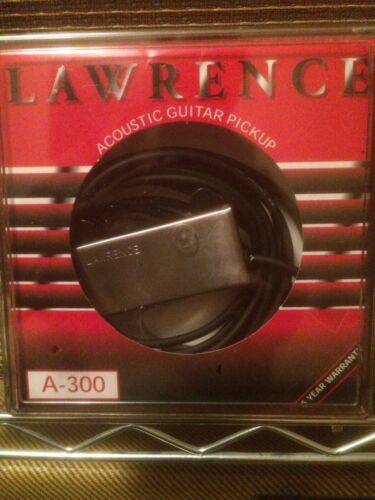 LAWRENCE
ACOUSTIC GUITAR PICKUP
LAWRENCE
A-300
YEAR WARRANTY